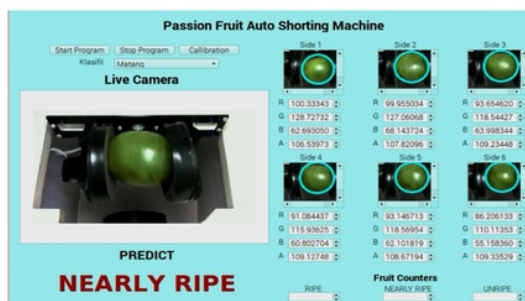 Passion Fruit Auto Shorting Machine
Start Program Stop Program Callibration
Klasifil Matang
Live Camera
Side 1 Side 2 Side 3
R 100.33343 R 99.955034 R 93.654620
G 128.72732 G 127.06068 G 118.54427
B 62.693050 B 68.143724 B 63.998344
A 106.53973 A 107.82096 A 109.23448
Side 4 Side 5 Side 6
R 91.084437 R 93.146713 R 86.206133
G 115.93625 G 118.56954 G 110.11353
B 60.802704 B 62.101819 B 55.158360
A 109.12748 A 108.67194 A 109.33529
PREDICT
NEARLY RIPE
Fruit Counters
RIPE NEARLY RIPE UNRIPE